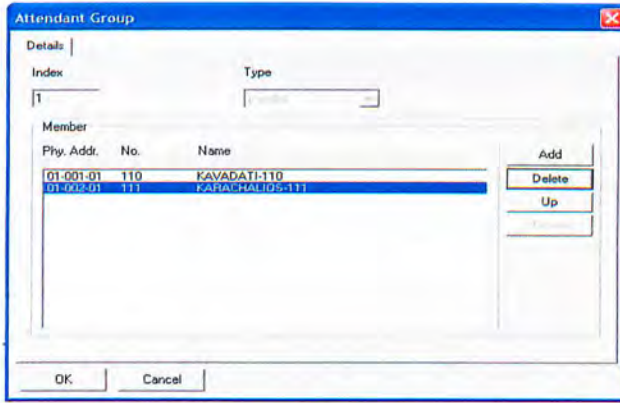 Attendant Group
Details
Index Type
1
Member
Phy. Addr. No. Name
01-001-01 110 KAVADATI-110
01-002-01 111 KARACHALIOS-111
Add
Delete
Up
OK Cancel